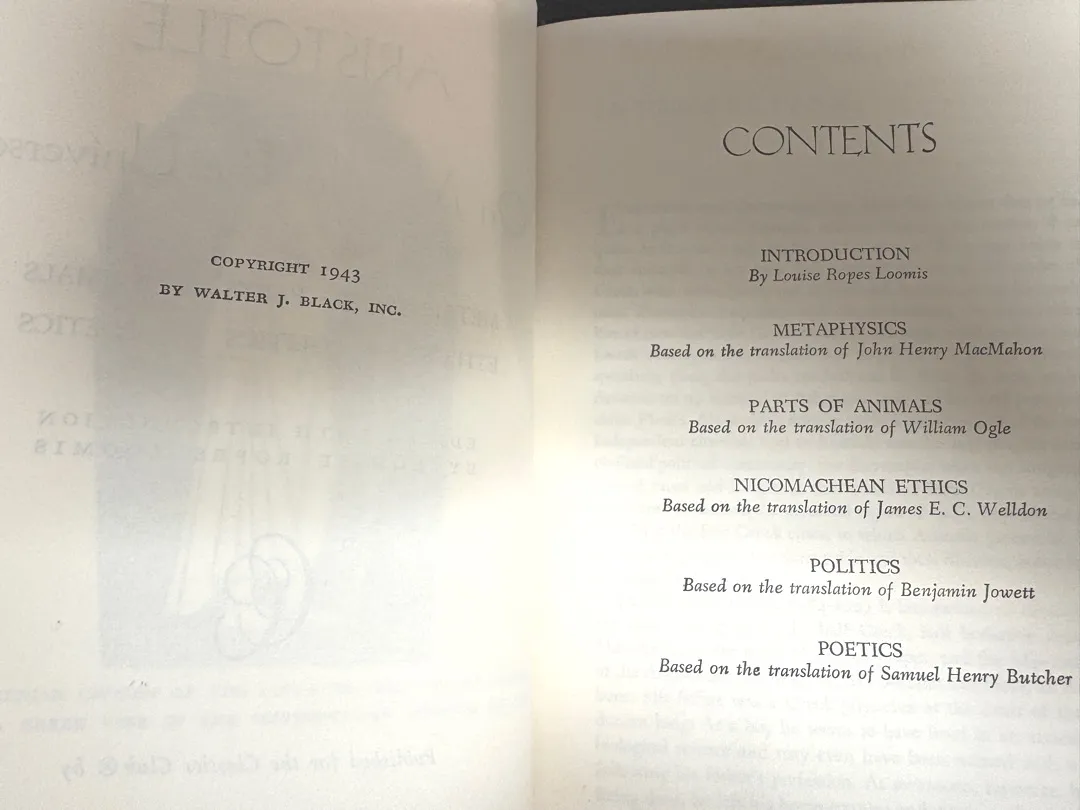 COPYRIGHT 1943
BY WALTER J. BLACK, INC.
CONTENTS
INTRODUCTION
By Louise Ropes Loomis
METAPHYSICS
Based on the translation of John Henry MacMahon
PARTS OF ANIMALS
Based on the translation of William Ogle
NICOMACHEAN ETHICS
Based on the translation of James E. C. Welldon
POLITICS
Based on the translation of Benjamin Jowett
POETICS
Based on the translation of Samuel Henry Butcher